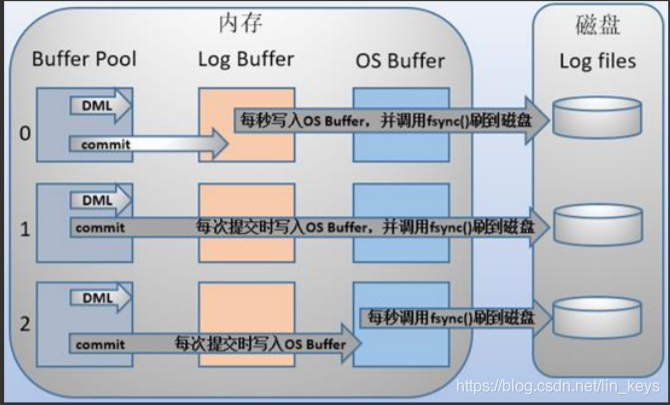 内存
磁盘
Buffer Pool
Log Buffer
OS Buffer
Log files
0
DML
commit
每秒写入OS Buffer，并调用fsync()刷到磁盘
1
DML
commit
每次提交时写入OS Buffer，并调用fsync()刷到磁盘
2
DML
commit
每次提交时写入OS Buffer
每秒调用fsync()刷到磁盘
https://blog.csdn.net/lin_keys